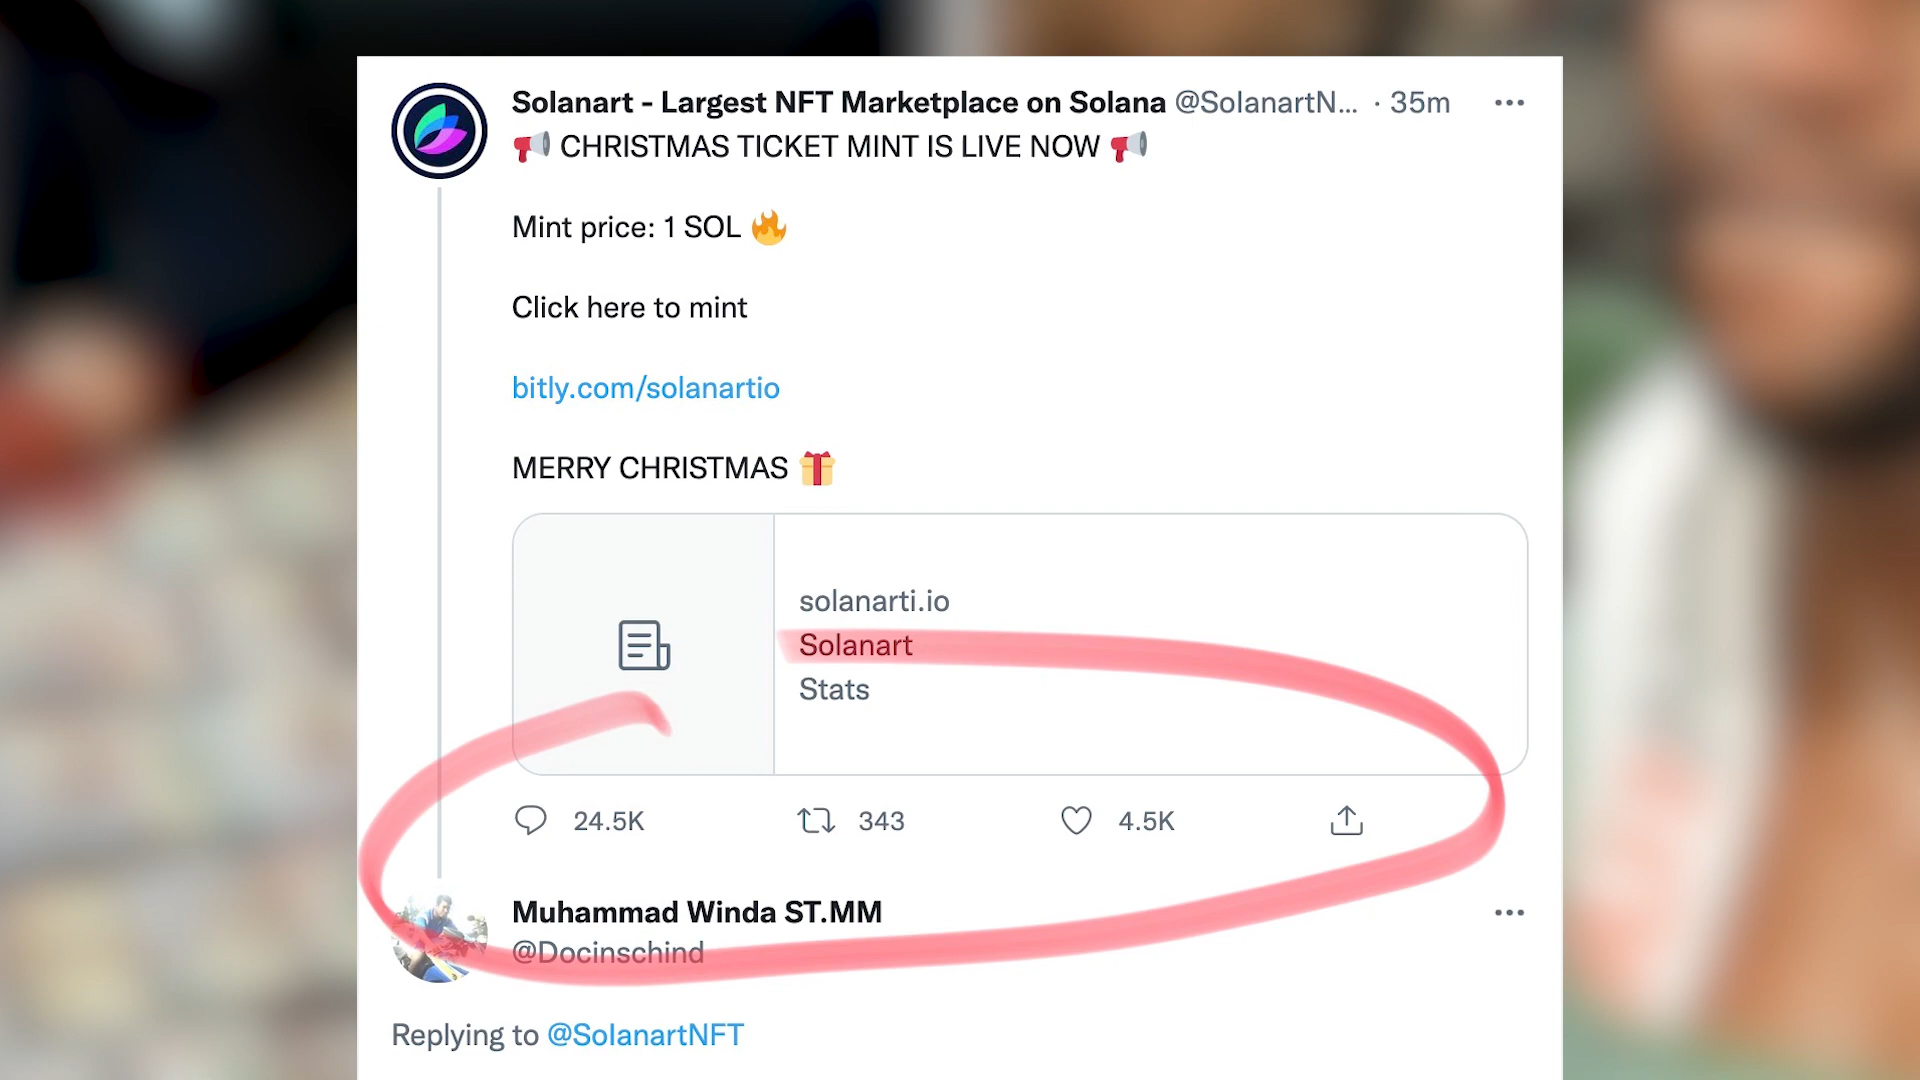 Solanart - Largest NFT Marketplace on Solana @SolanartN... · 35m
📢 CHRISTMAS TICKET MINT IS LIVE NOW 📢
Mint price: 1 SOL 🔥
Click here to mint
bitly.com/solanartio
MERRY CHRISTMAS 🎁
solanarti.io
Solanart
Stats
24.5K 343 4.5K
Muhammad Winda ST.MM
@Docinschind
Replying to @SolanartNFT